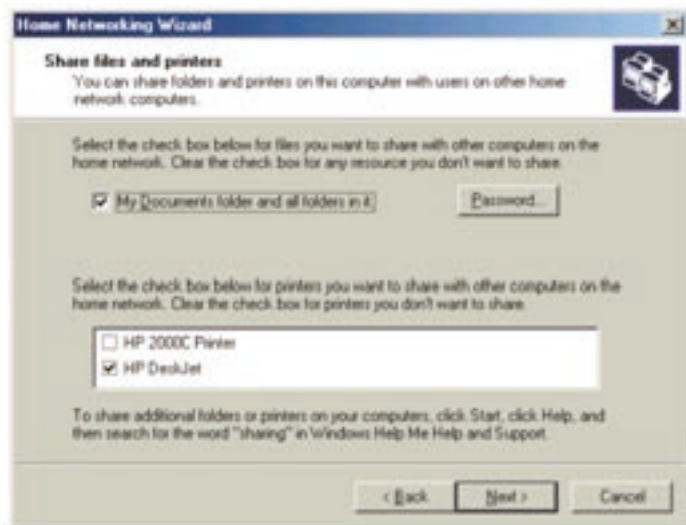 Home Networking Wizard
Share files and printers
You can share folders and printers on this computer with users on other home
network computers.
Select the check box below for files you want to share with other computers on the
home network. Clear the check box for any resource you don't want to share.
My Documents folder and all folders in it:
Password...
Select the check box below for printers you want to share with other computers on the
home network. Clear the check box for printers you don't want to share.
HP 2000C Printer
HP DeskJet
To share additional folders or printers on your computers, click Start, click Help, and
then search for the word "sharing" in Windows Help Me Help and Support.
< Back
Next >
Cancel